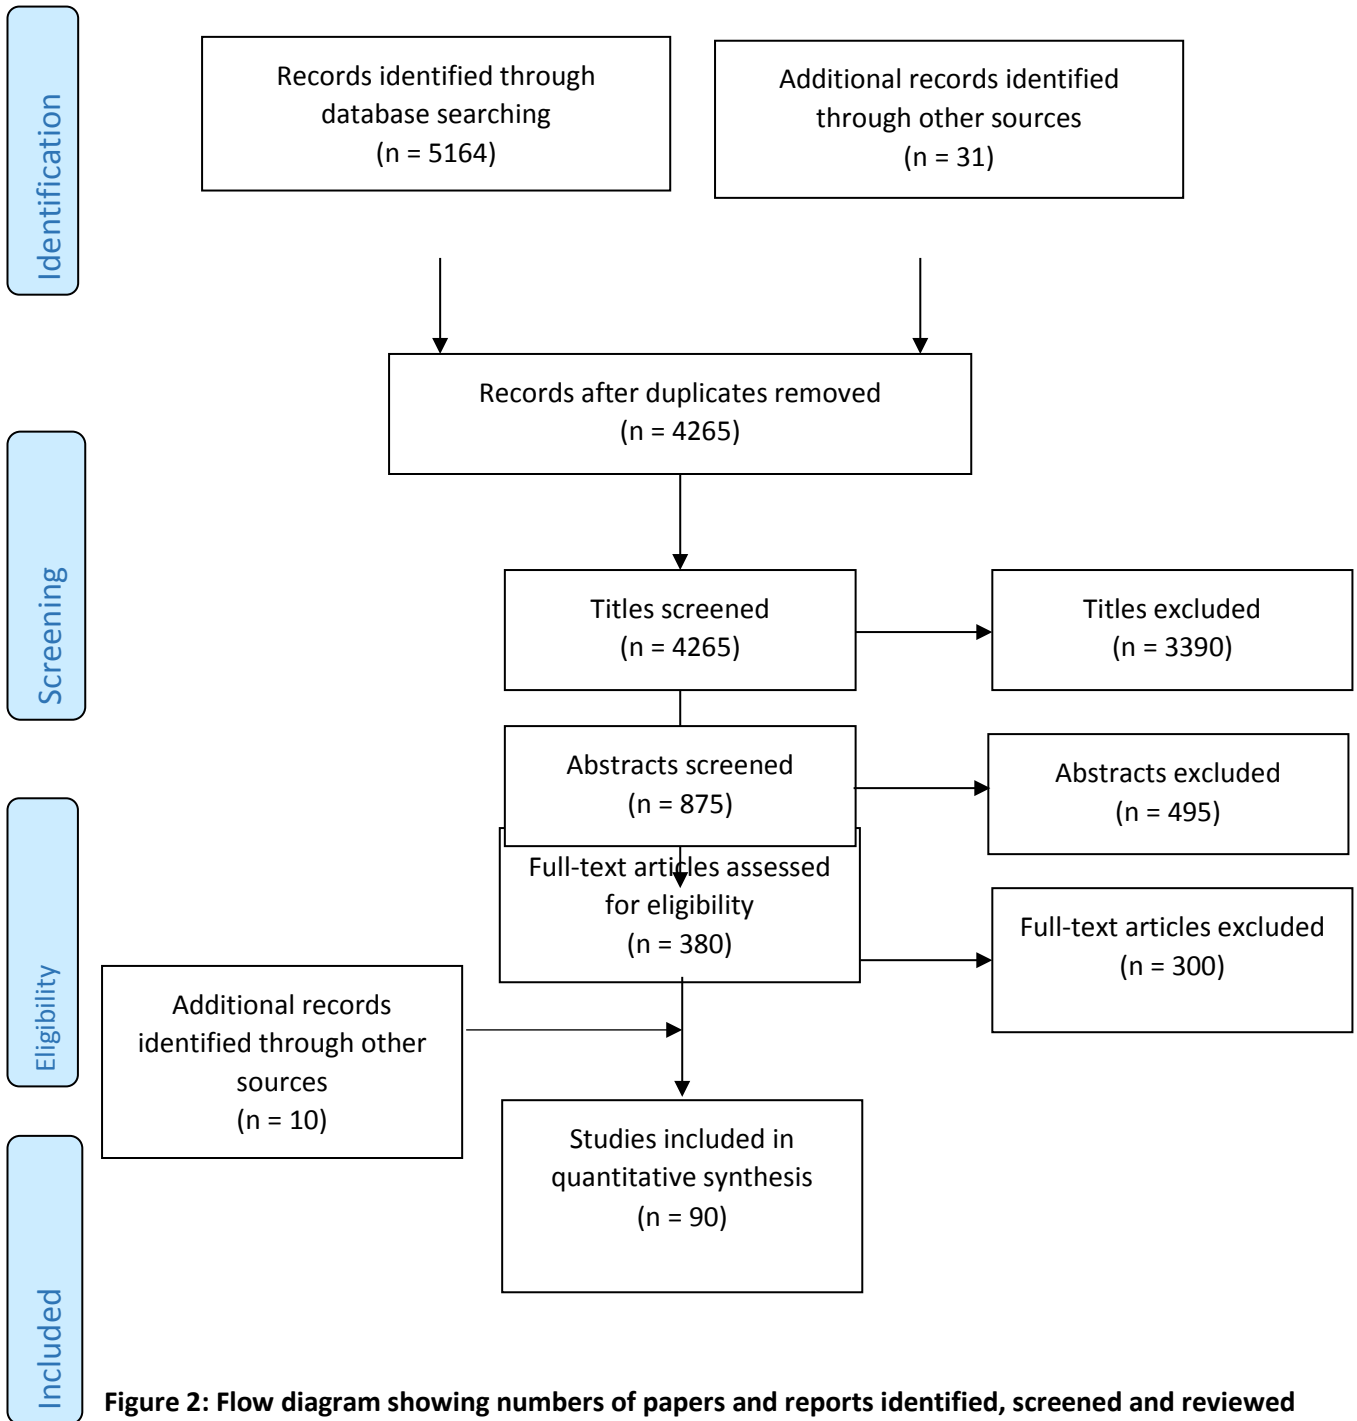 Identification
Records identified through
database searching
(n = 5164)
Additional records identified
through other sources
(n = 31)
Records after duplicates removed
(n = 4265)
Screening
Titles screened
(n = 4265)
Titles excluded
(n = 3390)
Abstracts screened
(n = 875)
Abstracts excluded
(n = 495)
Eligibility
Full-text articles assessed
for eligibility
(n = 380)
Full-text articles excluded
(n = 300)
Additional records
identified through other
sources
(n = 10)
Included
Studies included in
quantitative synthesis
(n = 90)
Figure 2: Flow diagram showing numbers of papers and reports identified, screened and reviewed